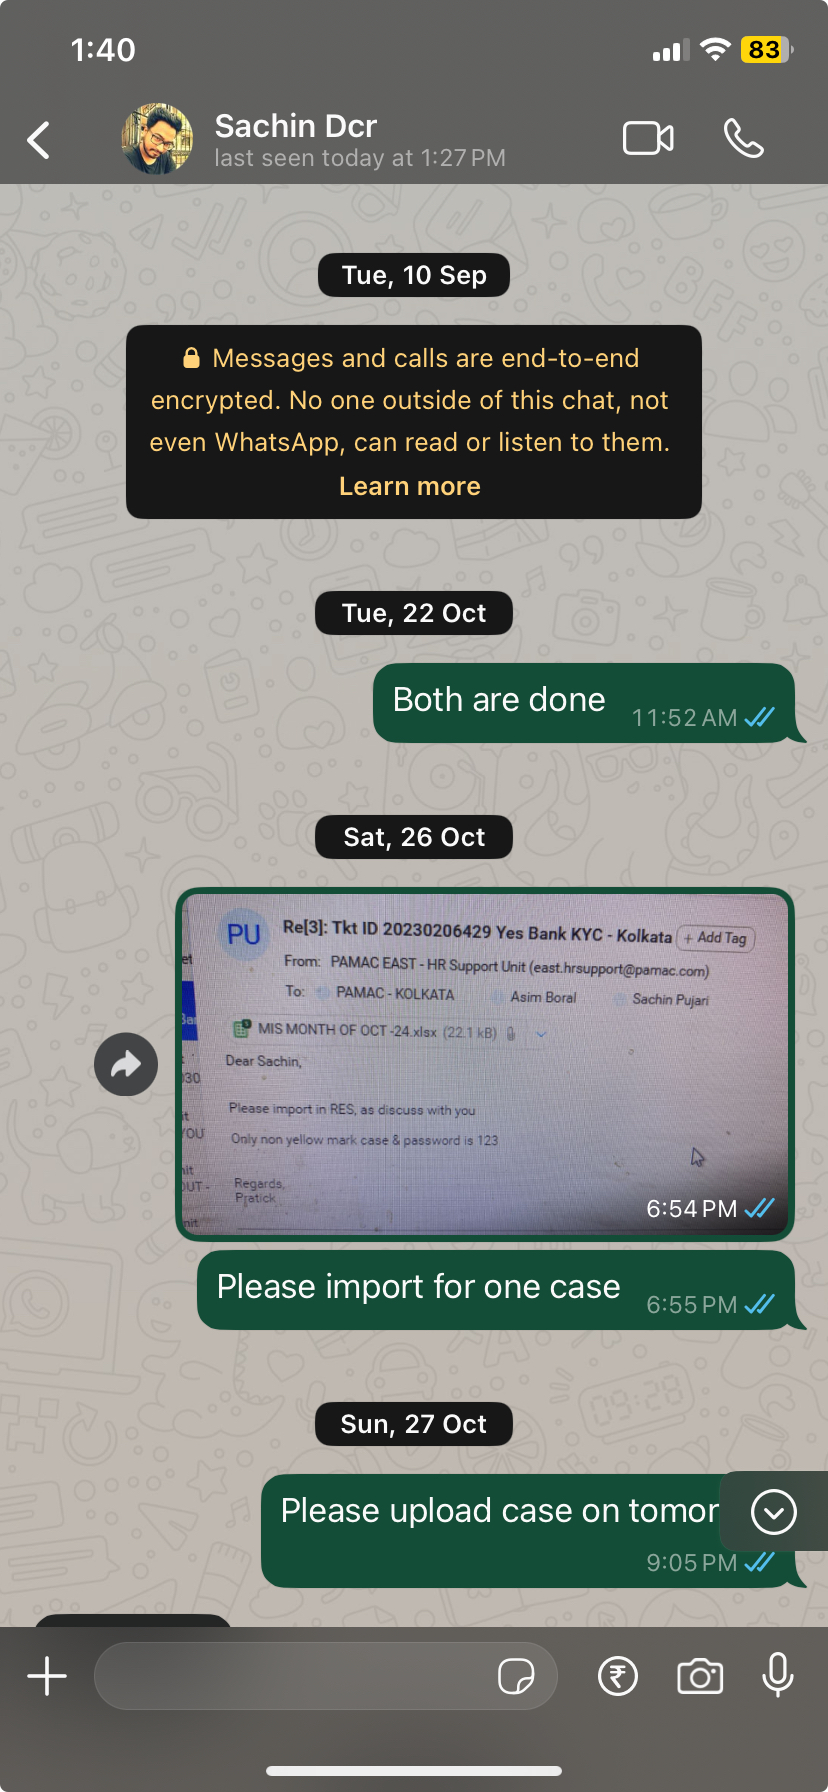 1:40
83
Sachin Dcr
last seen today at 1:27 PM
Tue, 10 Sep
Messages and calls are end-to-end
encrypted. No one outside of this chat, not
even WhatsApp, can read or listen to them.
Learn more
Tue, 22 Oct
Both are done
11:52 AM
Sat, 26 Oct
PU
Re[3]: Tkt ID 20230206429 Yes Bank KYC - Kolkata + Add Tag
From: PAMAC EAST - HR Support Unit (east.hrsupport@pamac.com)
To: PAMAC - KOLKATA Asim Boral Sachin Pujari
MIS MONTH OF OCT -24.xlsx (22.1 kB)
Dear Sachin,
Please import in RES, as discuss with you
Only non yellow mark case & password is 123
Regards,
Pratick
6:54 PM
Please import for one case
6:55 PM
Sun, 27 Oct
Please upload case on tomor
9:05 PM